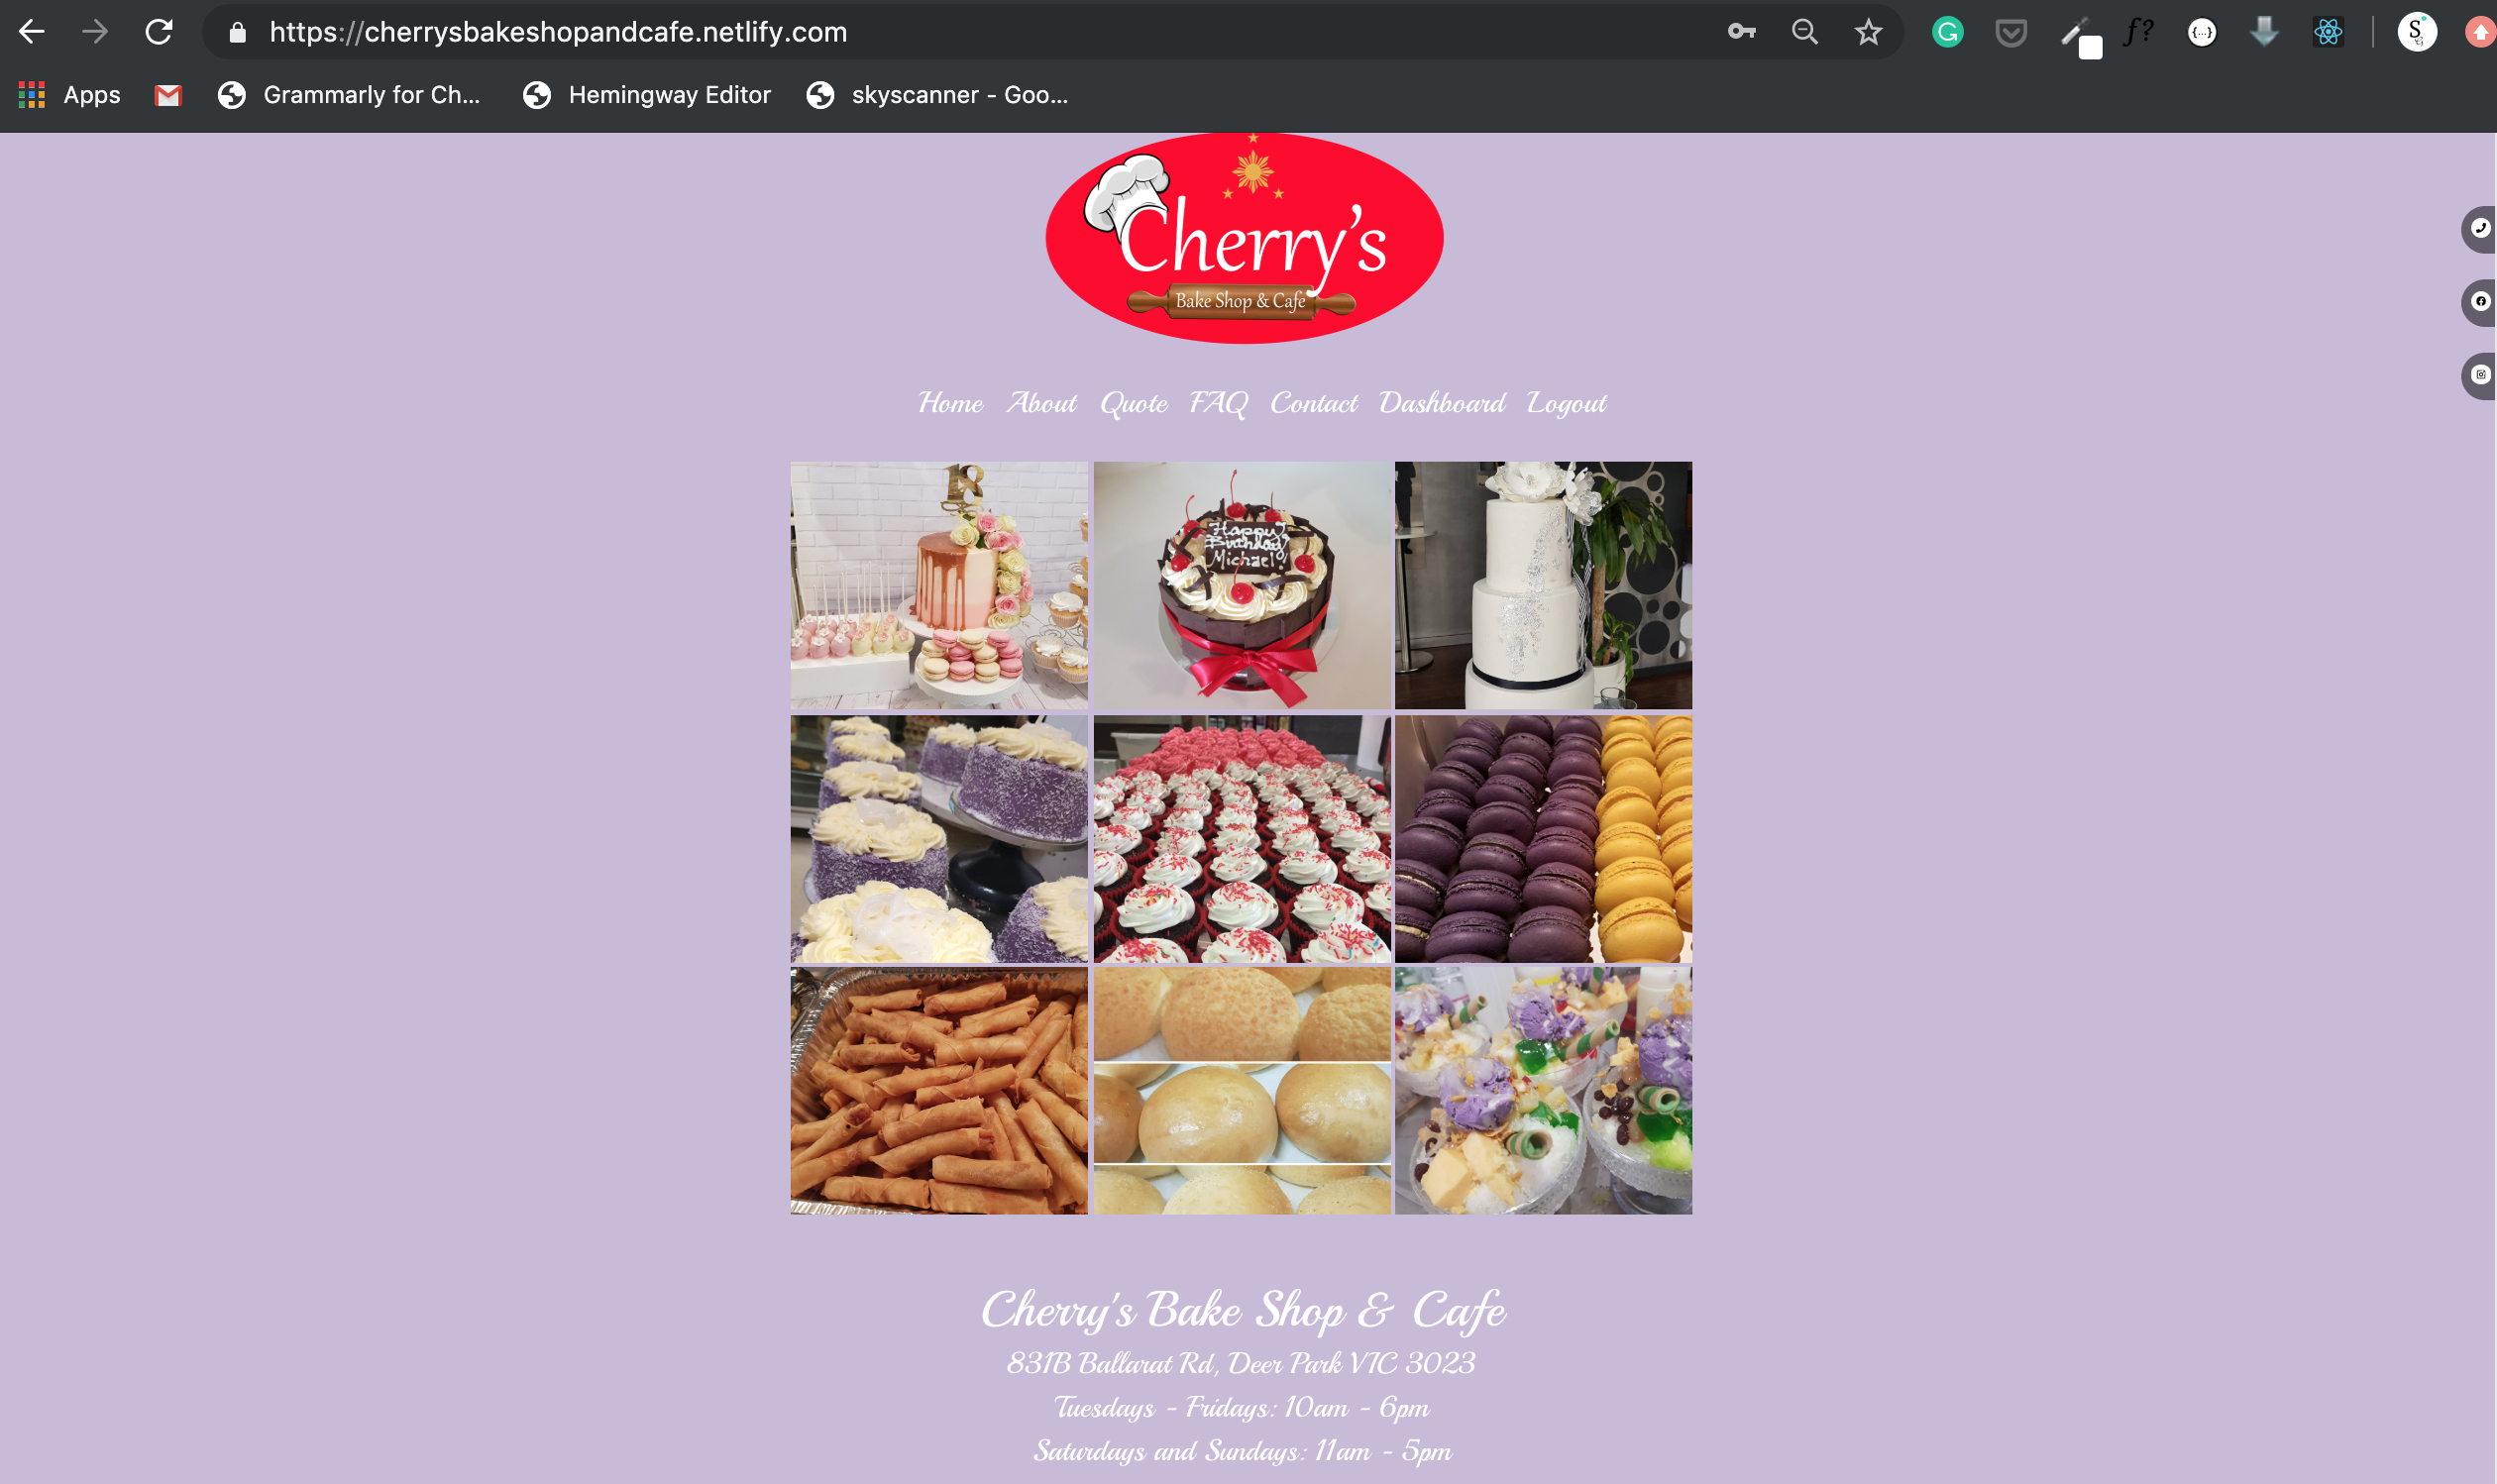 https://cherrysbakeshopandcafe.netlify.com
Apps
Grammarly for Ch...
Hemingway Editor
skyscanner - Goo...
Cherry's
Bake Shop & Cafe
Home About Quote FAQ Contact Dashboard Logout
18
Happy
Birthday
Michael!
Cherry's Bake Shop & Cafe
831B Ballarat Rd, Deer Park VIC 3023
Tuesdays - Fridays: 10am - 6pm
Saturdays and Sundays: 11am - 5pm